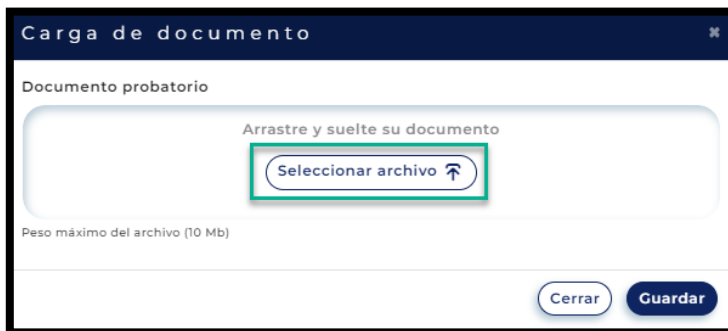 Carga de documento
Documento probatorio
Arrastre y suelte su documento
Seleccionar archivo
Peso máximo del archivo (10 Mb)
Cerrar Guardar